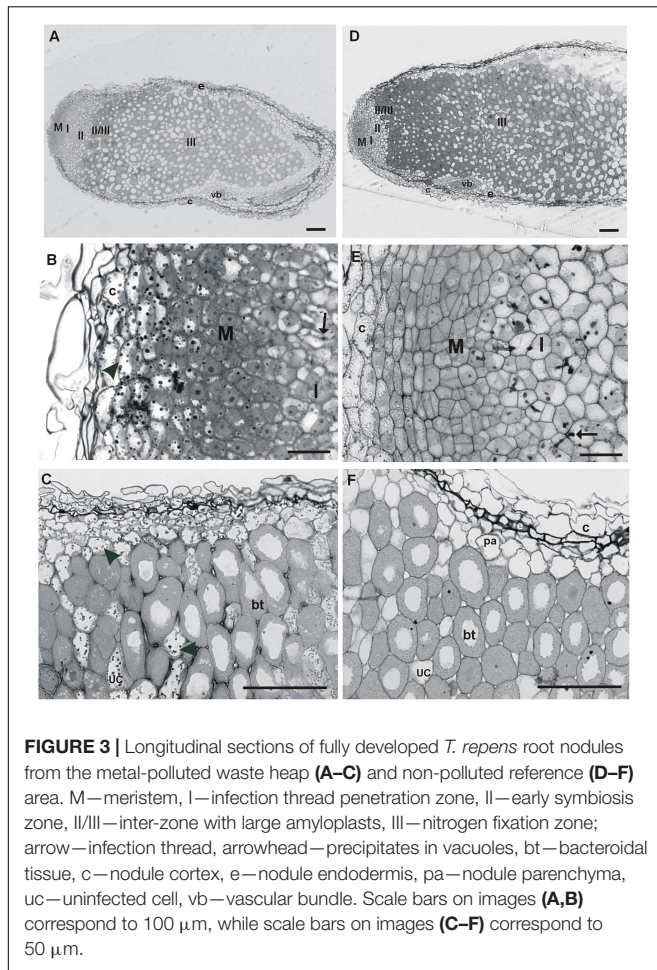 A
D
e
M
I
II
II/III
III
vb
c
II/III
II
M
I
III
vb
c
e
B
c
M
I
E
c
M
I
C
bt
UC
F
c
pa
bt
UC
FIGURE 3 | Longitudinal sections of fully developed T. repens root nodules
from the metal-polluted waste heap (A–C) and non-polluted reference (D–F)
area. M—meristem, I—infection thread penetration zone, II—early symbiosis
zone, II/III—inter-zone with large amyloplasts, III—nitrogen fixation zone;
arrow—infection thread, arrowhead—precipitates in vacuoles, bt—bacteroidal
tissue, c—nodule cortex, e—nodule endodermis, pa—nodule parenchyma,
uc—uninfected cell, vb—vascular bundle. Scale bars on images (A,B)
correspond to 100 μm, while scale bars on images (C–F) correspond to
50 μm.